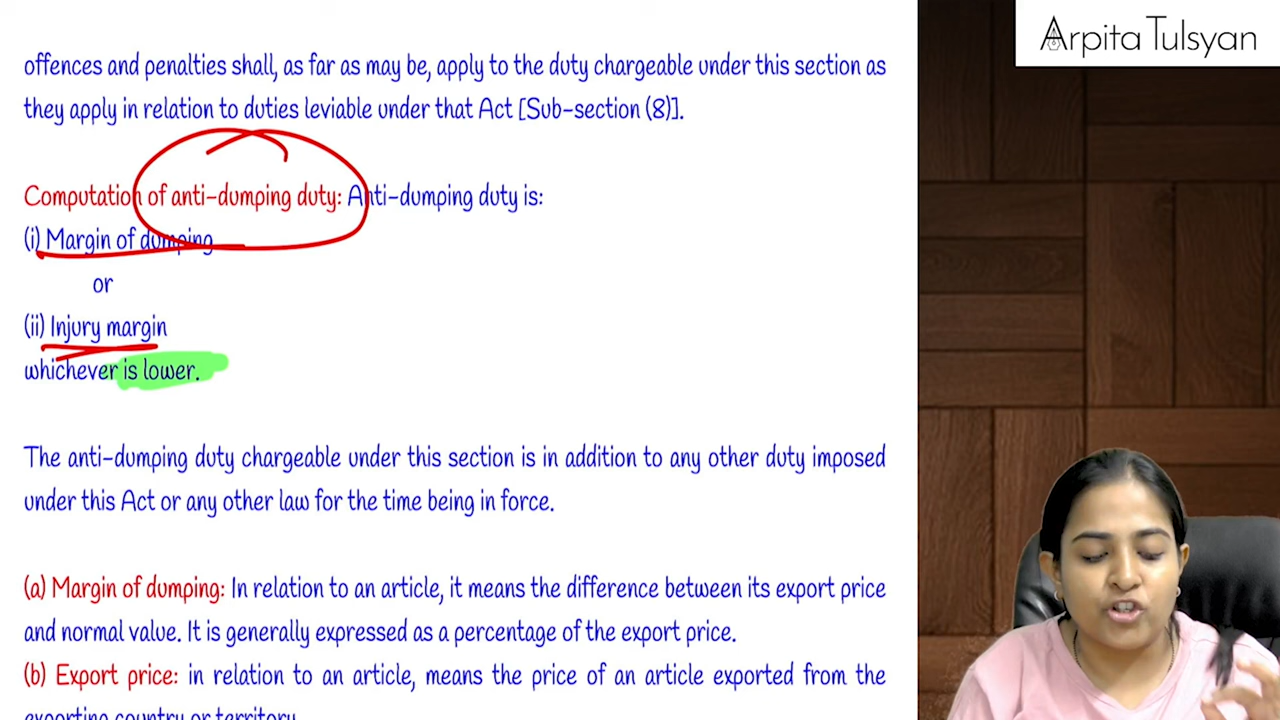 Arpita Tulsyan
offences and penalties shall, as far as may be, apply to the duty chargeable under this section as
they apply in relation to duties leviable under that Act [Sub-section (8)].
Computation of anti-dumping duty: Anti-dumping duty is:
(i) Margin of dumping
or
(ii) Injury margin
whichever is lower.
The anti-dumping duty chargeable under this section is in addition to any other duty imposed
under this Act or any other law for the time being in force.
(a) Margin of dumping: In relation to an article, it means the difference between its export price
and normal value. It is generally expressed as a percentage of the export price.
(b) Export price: in relation to an article, means the price of an article exported from the
exporting country or territory